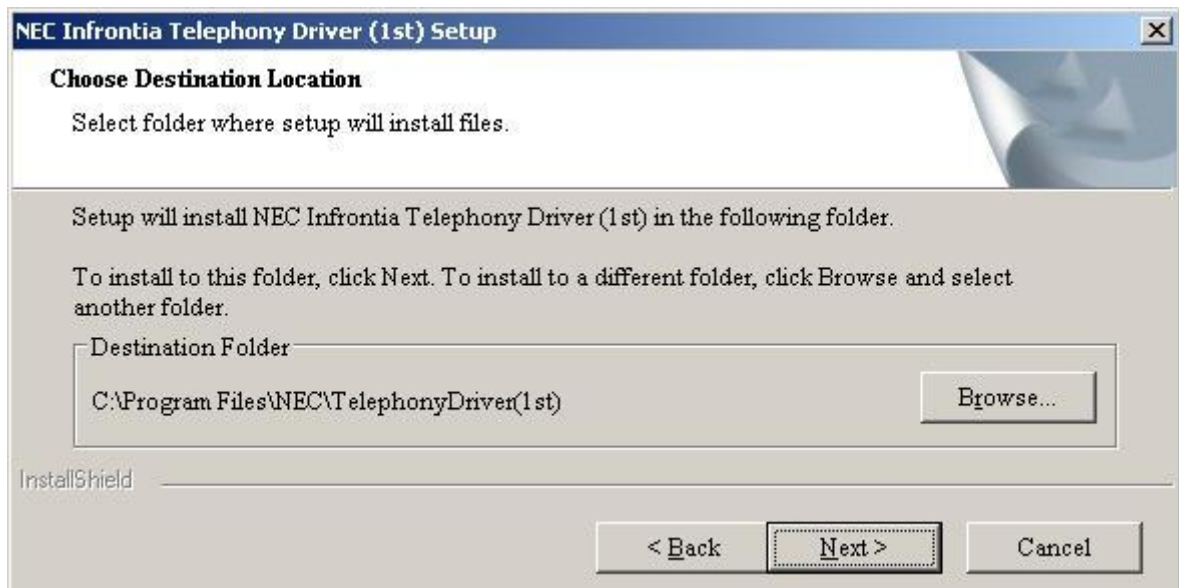 NEC Infrontia Telephony Driver (1st) Setup
Choose Destination Location
Select folder where setup will install files.
Setup will install NEC Infrontia Telephony Driver (1st) in the following folder.
To install to this folder, click Next. To install to a different folder, click Browse and select
another folder.
Destination Folder
C:\Program Files\NEC\TelephonyDriver(1st)
Browse...
InstallShield
< Back
Next >
Cancel